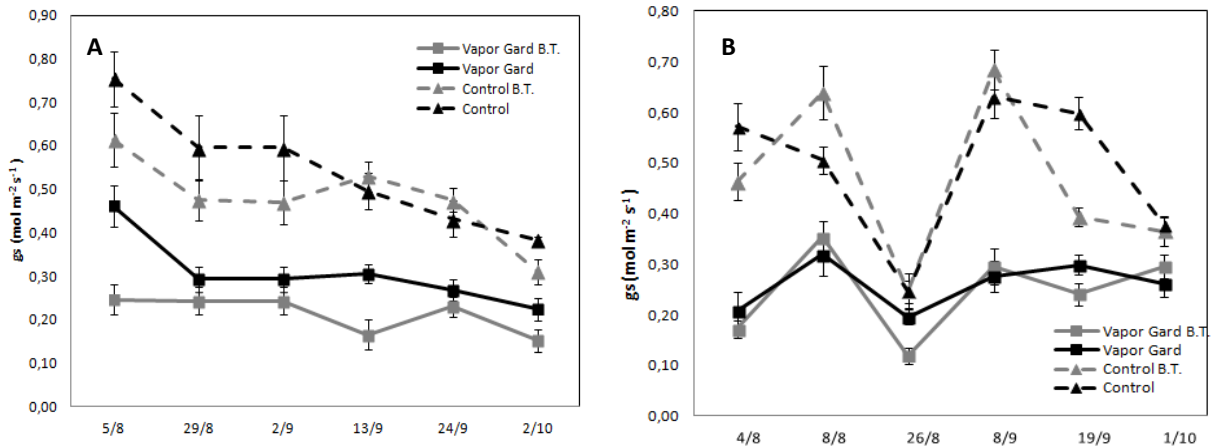 A
0,90
0,80
0,70
0,60
0,50
0,40
0,30
0,20
0,10
0,00
gs (mol m-2 s-1)
Vapor Gard B.T.
Vapor Gard
Control B.T.
Control
5/8 29/8 2/9 13/9 24/9 2/10
B
0,80
0,70
0,60
0,50
0,40
0,30
0,20
0,10
0,00
gs (mol m-2 s-1)
Vapor Gard B.T.
Vapor Gard
Control B.T.
Control
4/8 8/8 26/8 8/9 19/9 1/10